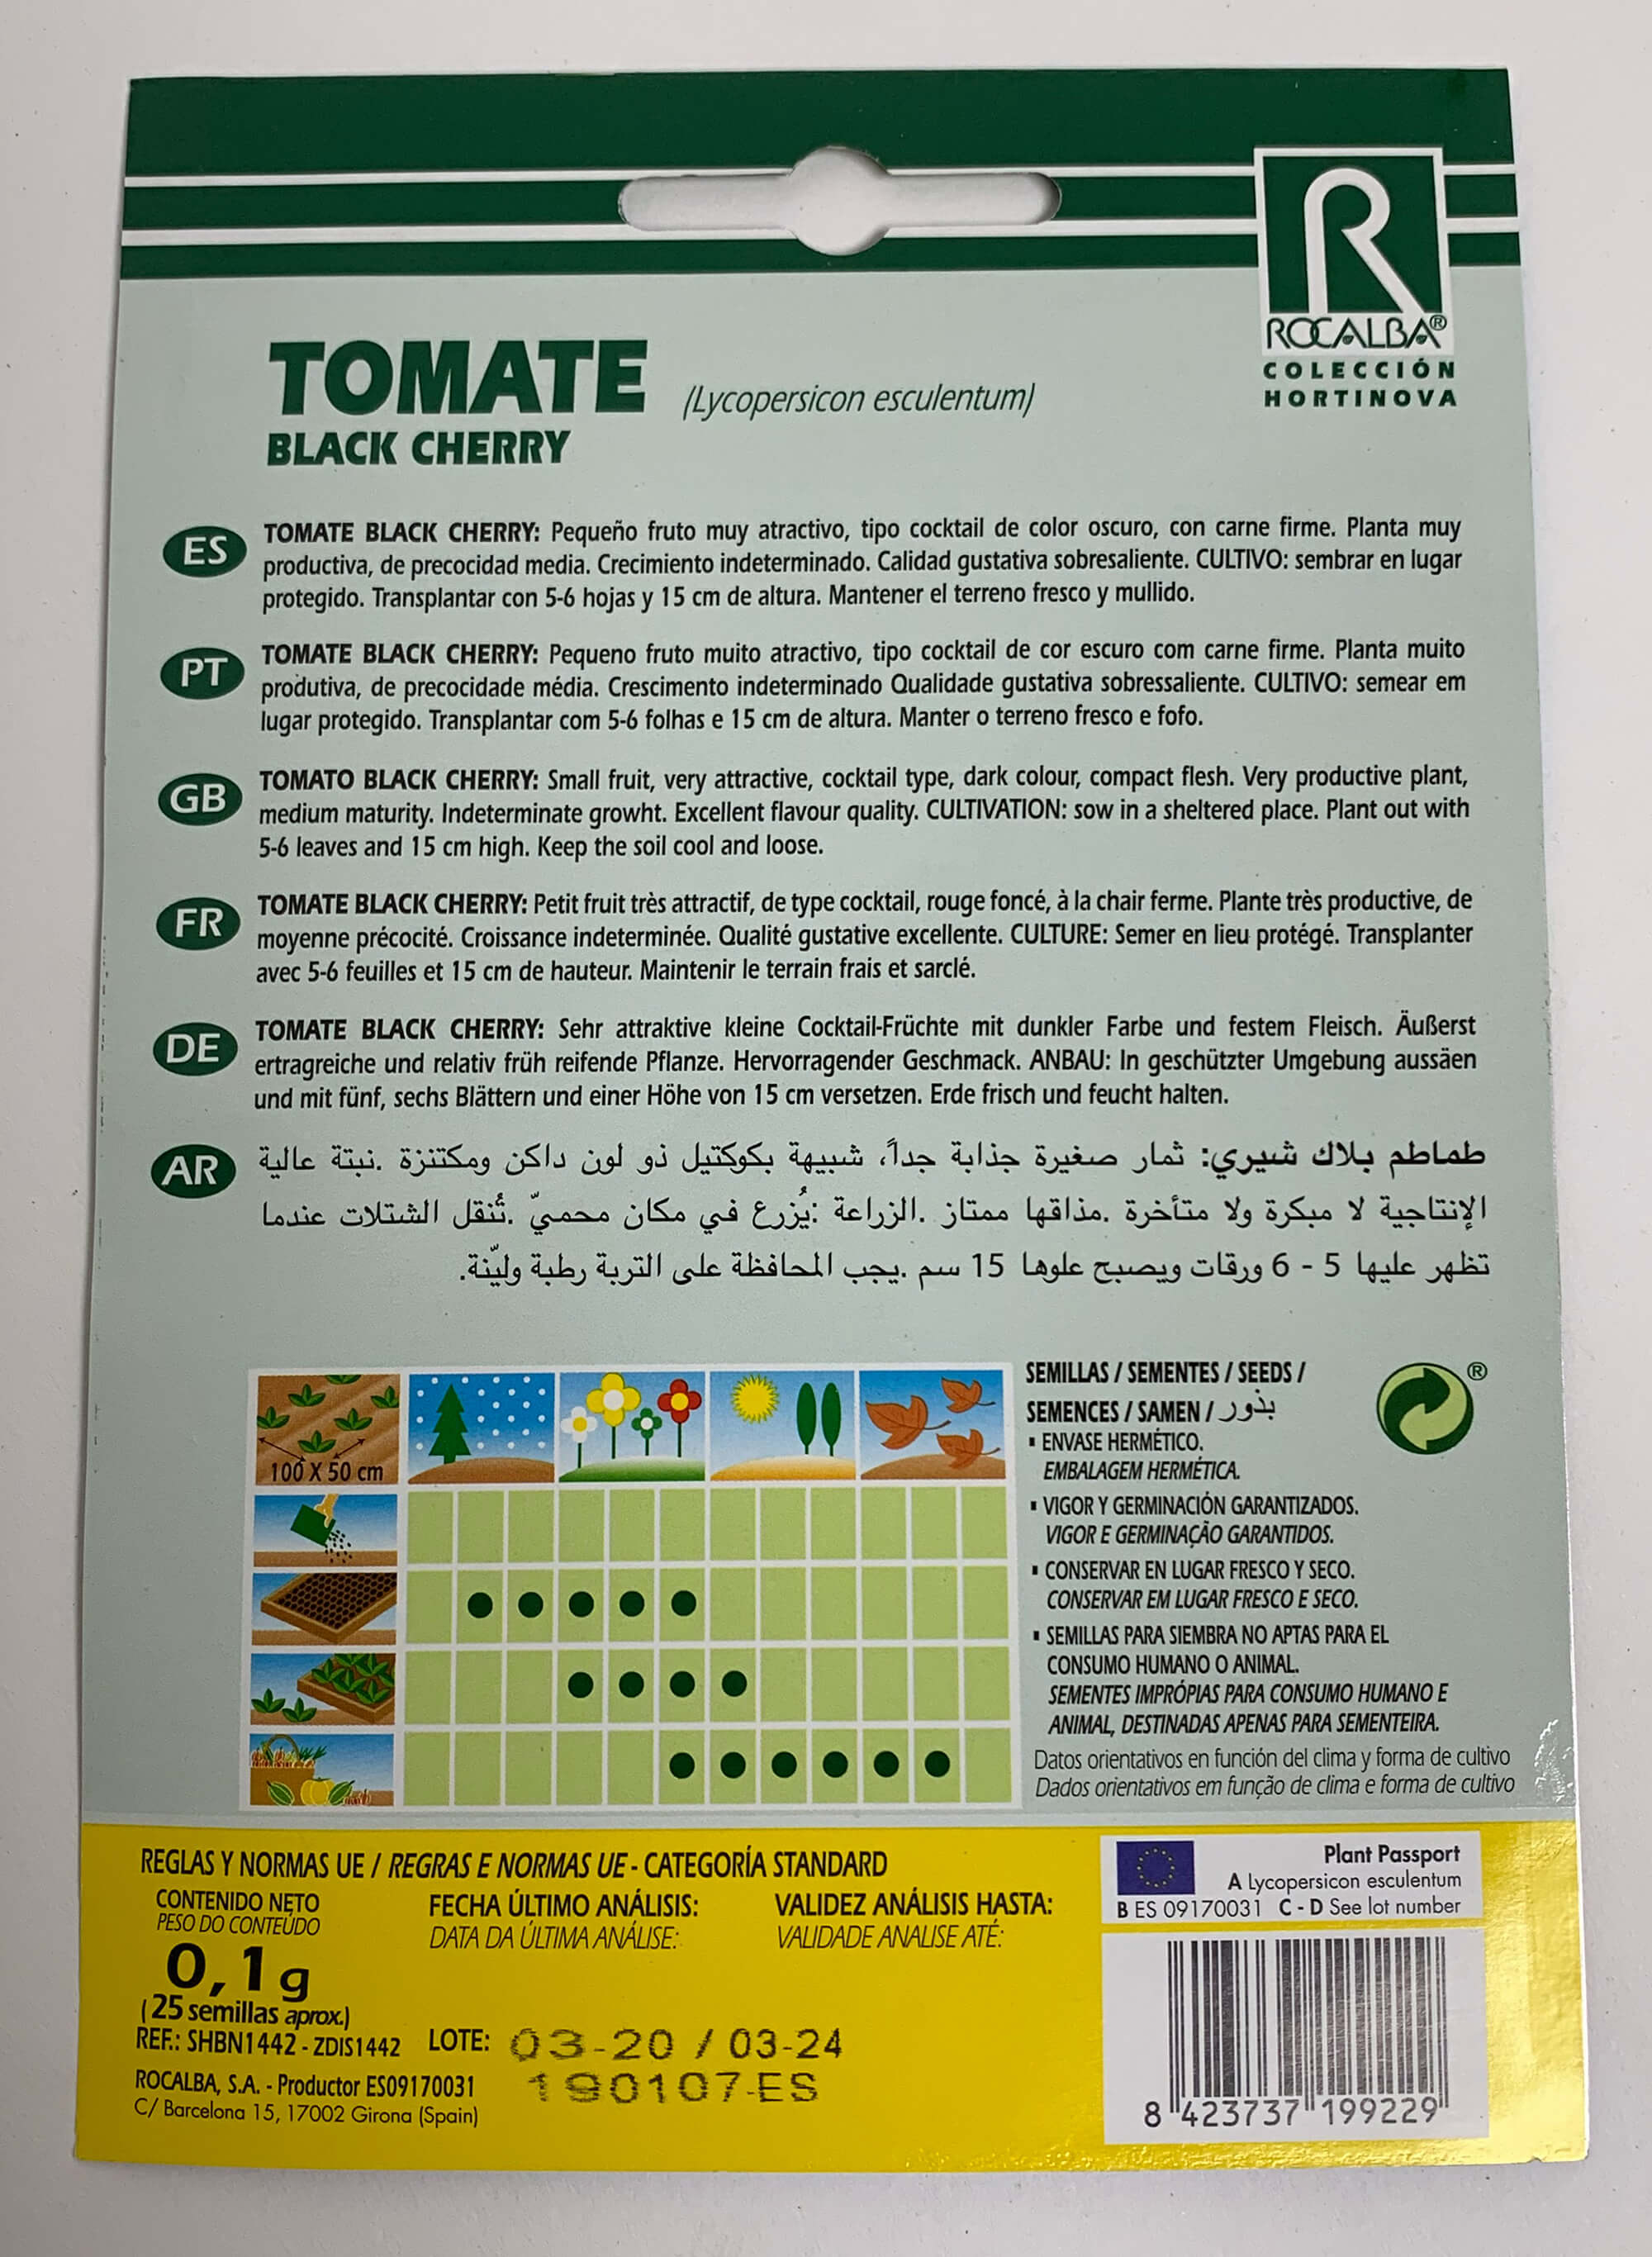 R
ROCALBA®
COLECCIÓN
HORTINOVA
TOMATE (Lycopersicon esculentum)
BLACK CHERRY
ES
TOMATE BLACK CHERRY: Pequeño fruto muy atractivo, tipo cocktail de color oscuro, con carne firme. Planta muy
productiva, de precocidad media. Crecimiento indeterminado. Calidad gustativa sobresaliente. CULTIVO: sembrar en lugar
protegido. Transplantar con 5-6 hojas y 15 cm de altura. Mantener el terreno fresco y mullido.
PT
TOMATE BLACK CHERRY: Pequeno fruto muito atractivo, tipo cocktail de cor escuro com carne firme. Planta muito
produtiva, de precocidade média. Crescimento indeterminado Qualidade gustativa sobressaliente. CULTIVO: semear em
lugar protegido. Transplantar com 5-6 folhas e 15 cm de altura. Manter o terreno fresco e fofo.
GB
TOMATO BLACK CHERRY: Small fruit, very attractive, cocktail type, dark colour, compact flesh. Very productive plant,
medium maturity. Indeterminate growht. Excellent flavour quality. CULTIVATION: sow in a sheltered place. Plant out with
5-6 leaves and 15 cm high. Keep the soil cool and loose.
FR
TOMATE BLACK CHERRY: Petit fruit très attractif, de type cocktail, rouge foncé, à la chair ferme. Plante très productive, de
moyenne précocité. Croissance indeterminée. Qualité gustative excellente. CULTURE: Semer en lieu protégé. Transplanter
avec 5-6 feuilles et 15 cm de hauteur. Maintenir le terrain frais et sarclé.
DE
TOMATE BLACK CHERRY: Sehr attraktive kleine Cocktail-Früchte mit dunkler Farbe und festem Fleisch. Äußerst
ertragreiche und relativ früh reifende Pflanze. Hervorragender Geschmack. ANBAU: In geschützter Umgebung aussäen
und mit fünf, sechs Blättern und einer Höhe von 15 cm versetzen. Erde frisch und feucht halten.
AR
طماطم بلاك شيري: ثمار صغيرة جذابة جداً، شبيهة بكوكتيل ذو لون داكن ومكتنزة .نبتة عالية
الإنتاجية لا مبكرة ولا متأخرة .مذاقها ممتاز .الزراعة :يُزرع في مكان محميّ .تُنقل الشتلات عندما
تظهر عليها 5 - 6 ورقات ويصبح علوها 15 سم .يجب المحافظة على التربة رطبة وليّنة.
100 X 50 cm
SEMILLAS / SEMENTES / SEEDS /
SEMENCES / SAMEN / بذور
▪ ENVASE HERMÉTICO.
EMBALAGEM HERMÉTICA.
▪ VIGOR Y GERMINACIÓN GARANTIZADOS.
VIGOR E GERMINAÇÃO GARANTIDOS.
▪ CONSERVAR EN LUGAR FRESCO Y SECO.
CONSERVAR EM LUGAR FRESCO E SECO.
▪ SEMILLAS PARA SIEMBRA NO APTAS PARA EL
CONSUMO HUMANO O ANIMAL.
SEMENTES IMPRÓPIAS PARA CONSUMO HUMANO E
ANIMAL, DESTINADAS APENAS PARA SEMENTEIRA.
Datos orientativos en función del clima y forma de cultivo
Dados orientativos em função de clima e forma de cultivo
®
REGLAS Y NORMAS UE / REGRAS E NORMAS UE - CATEGORÍA STANDARD
CONTENIDO NETO
PESO DO CONTEÚDO
0,1g
(25 semillas aprox.)
REF.: SHBN1442 - ZDIS1442
ROCALBA, S.A. - Productor ES09170031
C/ Barcelona 15, 17002 Girona (Spain)
FECHA ÚLTIMO ANÁLISIS:
DATA DA ÚLTIMA ANÁLISE:
VALIDEZ ANÁLISIS HASTA:
VALIDADE ANALISE ATÉ:
LOTE: 03-20 / 03-24
190107-ES
Plant Passport
A Lycopersicon esculentum
B ES 09170031 C - D See lot number
8 423737 199229